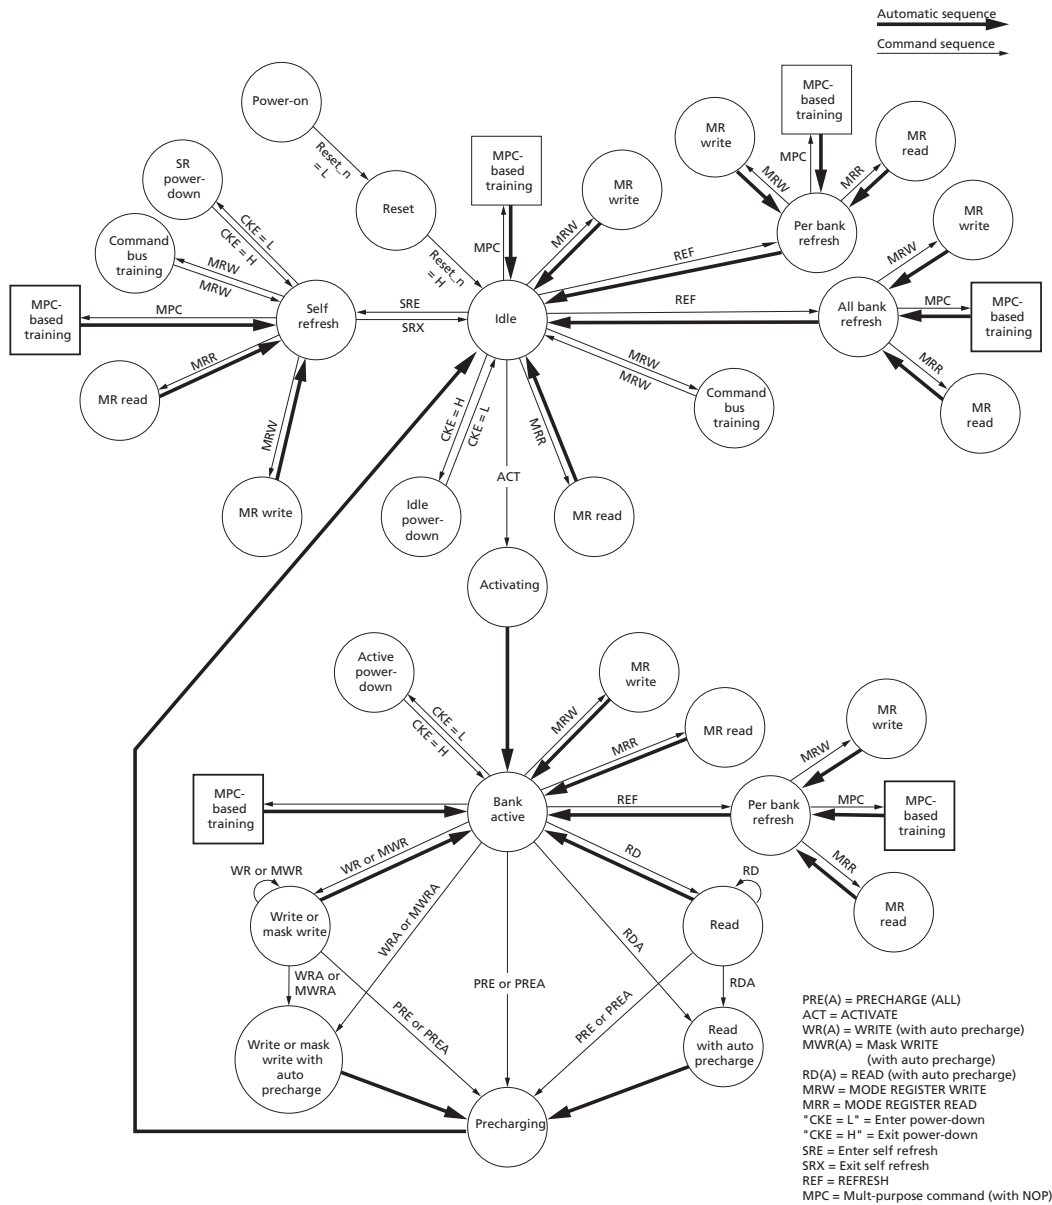 Automatic sequence
Command sequence
Power-on
Reset_n
= L
Reset
Reset_n
= H
SR
power-
down
CKE = L
CKE = H
Command
bus
training
MRW
MRW
MPC-
based
training
MPC
Self
refresh
MRR
MR read
MRW
MR write
SRE
SRX
Idle
MPC-
based
training
MPC
MR
write
MRW
REF
MR
write
MRW
MPC-
based
training
MPC
MR
read
MRR
Per bank
refresh
REF
All bank
refresh
MR
write
MRW
MPC
MPC-
based
training
MRR
MR
read
MRW
MRW
Command
bus
training
CKE = H
CKE = L
Idle
power-
down
ACT
MRR
MR read
Activating
Active
power-
down
CKE = L
CKE = H
MR
write
MRW
MR read
MRR
MPC-
based
training
Bank
active
REF
Per bank
refresh
MR
write
MRW
MPC
MPC-
based
training
MRR
MR
read
WR or MWR
WR or MWR
Write or
mask write
WRA or
MWRA
WRA or MWRA
PRE or PREA
PRE or PREA
RD
RD
Read
RDA
RDA
PRE or PREA
Write or mask
write with
auto
precharge
Read
with auto
precharge
Precharging
PRE(A) = PRECHARGE (ALL)
ACT = ACTIVATE
WR(A) = WRITE (with auto precharge)
MWR(A) = Mask WRITE
(with auto precharge)
RD(A) = READ (with auto precharge)
MRW = MODE REGISTER WRITE
MRR = MODE REGISTER READ
"CKE = L" = Enter power-down
"CKE = H" = Exit power-down
SRE = Enter self refresh
SRX = Exit self refresh
REF = REFRESH
MPC = Mult-purpose command (with NOP)